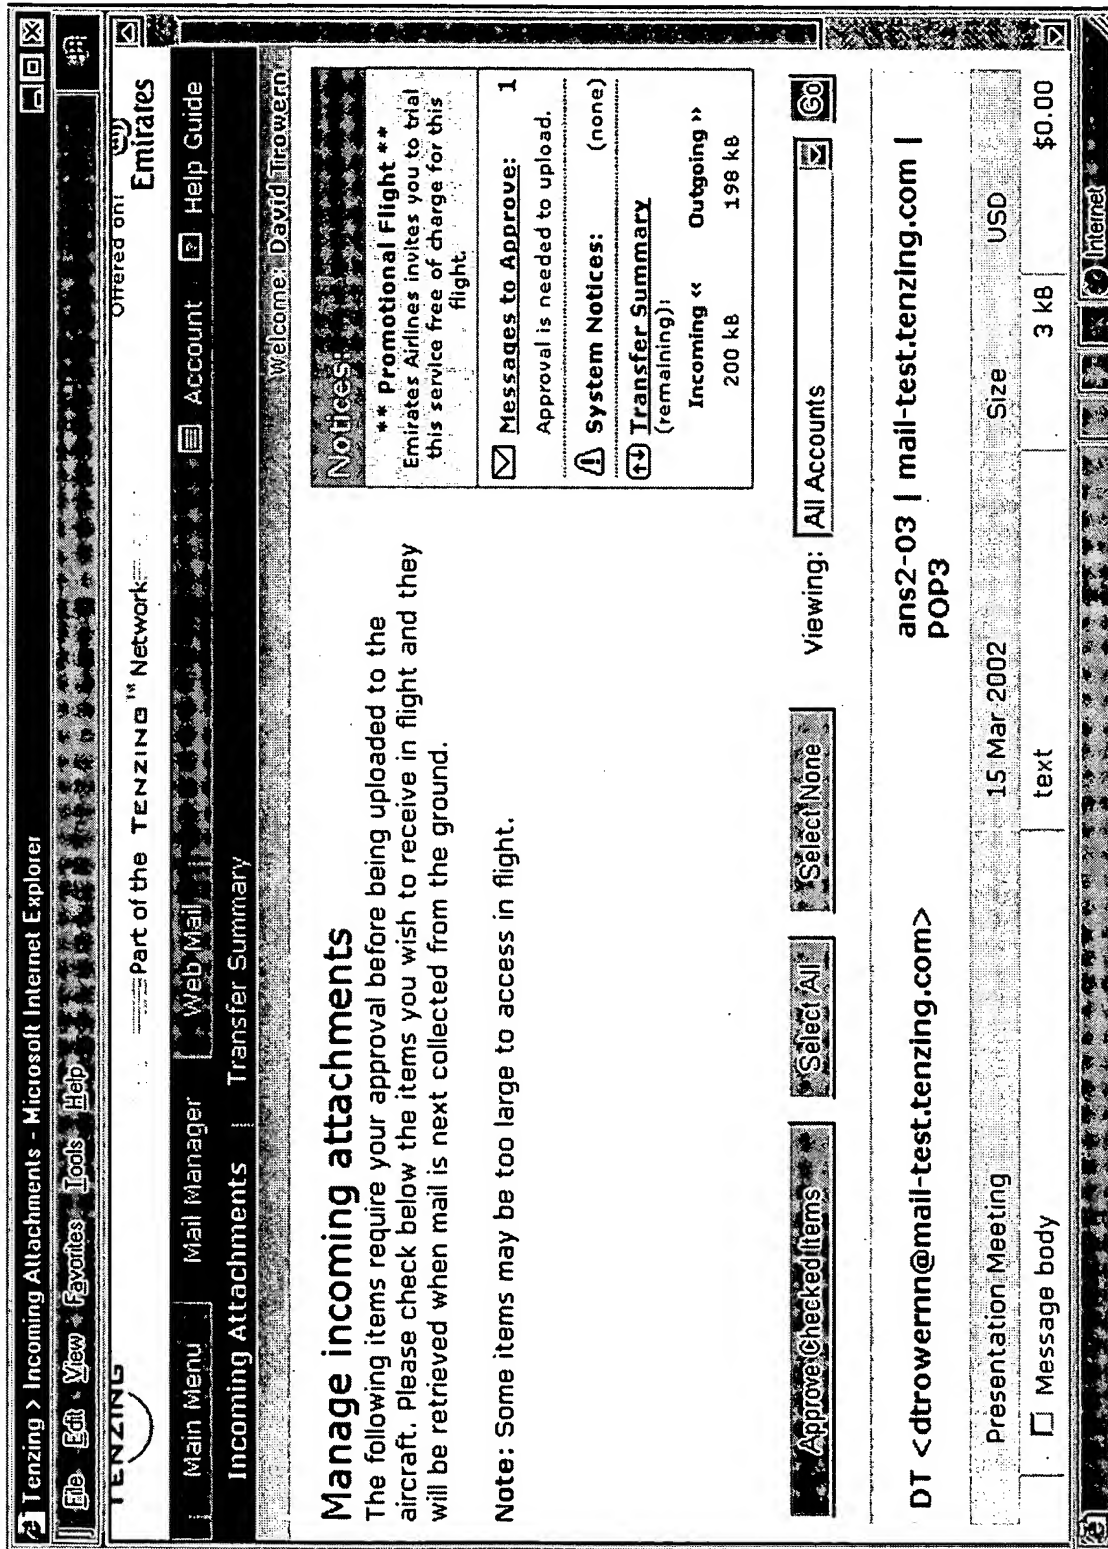 Tenzing > Incoming Attachments - Microsoft Internet Explorer
File Edit View Favorites Tools Help
TENZING
Part of the TENZING™ Network
Offered on:
Emirates
Main Menu Mail Manager Web Mail Account Help Guide
Incoming Attachments | Transfer Summary
Welcome: David Trowern
Manage incoming attachments
The following items require your approval before being uploaded to the
aircraft. Please check below the items you wish to receive in flight and they
will be retrieved when mail is next collected from the ground.
Note: Some items may be too large to access in flight.
Notices:
** Promotional Flight **
Emirates Airlines invites you to trial
this service free of charge for this
flight.
Messages to Approve: 1
Approval is needed to upload.
System Notices: (none)
Transfer Summary
(remaining):
Incoming << Outgoing >>
200 kB 198 kB
Approve Checked Items Select All Select None Viewing: All Accounts Go
DT <dtrowernn@mail-test.tenzing.com> ans2-03 | mail-test.tenzing.com |
POP3
Presentation Meeting 15 Mar 2002 Size USD
Message body text 3 kB $0.00
Internet